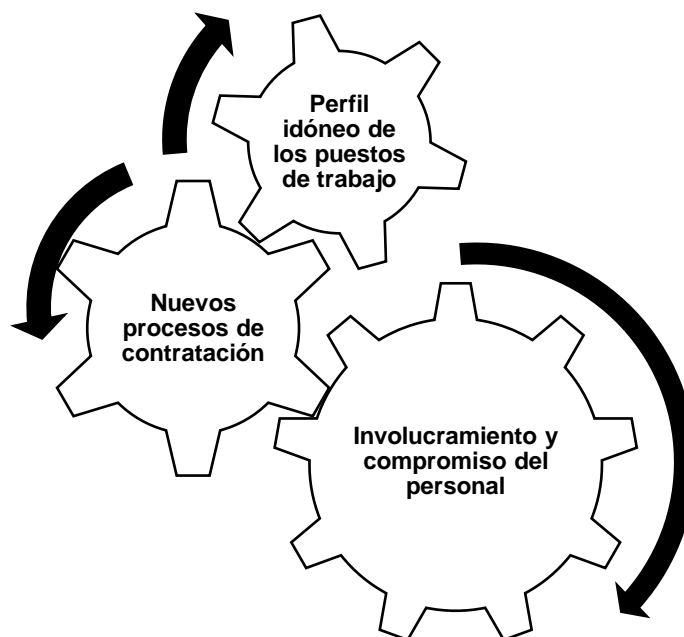 Perfil
idóneo de
los puestos
de trabajo
Nuevos
procesos de
contratación
Involucramiento y
compromiso del
personal